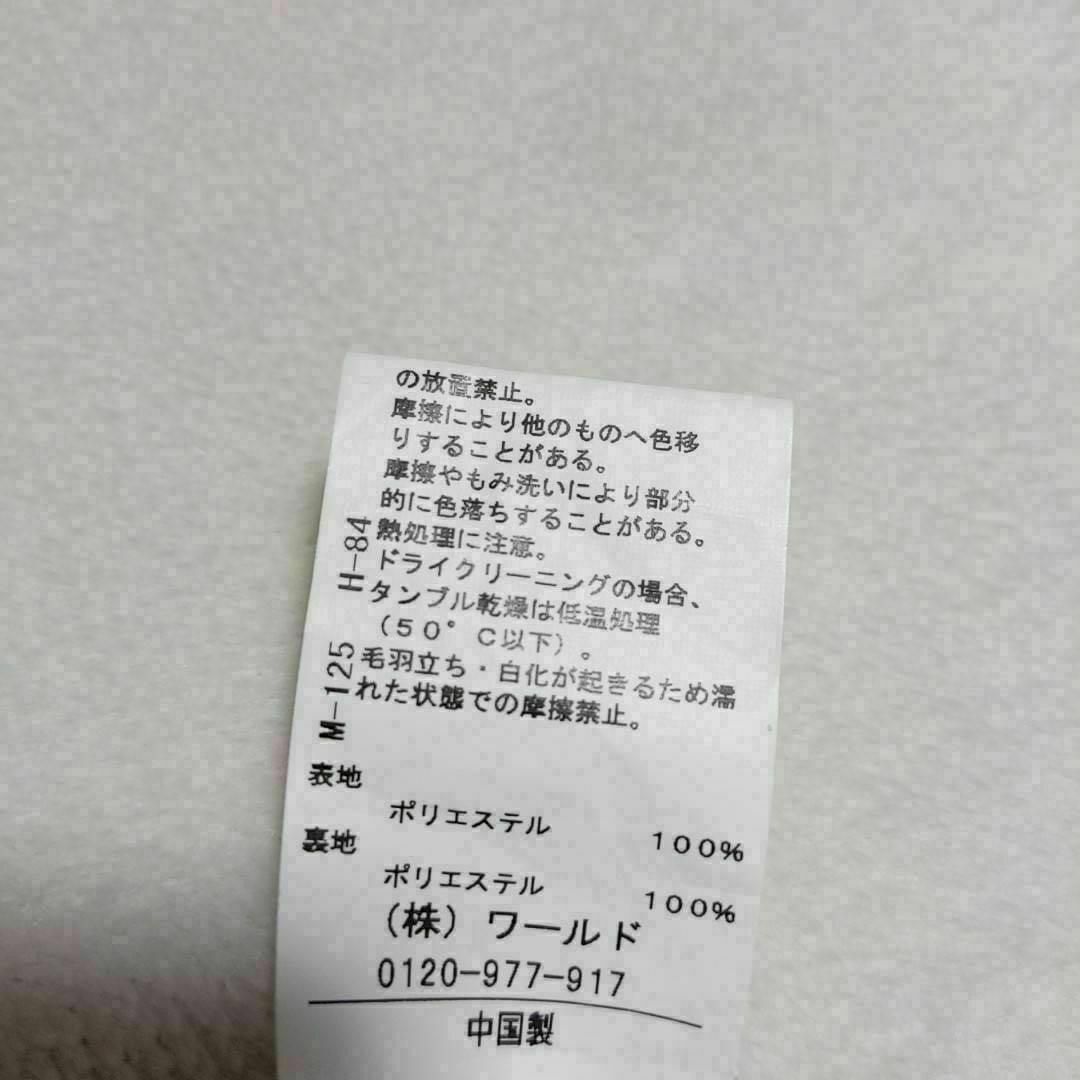 の放置禁止。
摩擦により他のものへ色移
りすることがある。
摩擦やもみ洗いにより部分
的に色落ちすることがある。
熱処理に注意。
ドライクリーニングの場合、
タンブル乾燥は低温処理
(50°C以下)。
毛羽立ち・白化が起きるため濡
れた状態での摩擦禁止。
M-125 H-84
表地
ポリエステル 100%
裏地
ポリエステル 100%
(株)ワールド
0120-977-917
中国製